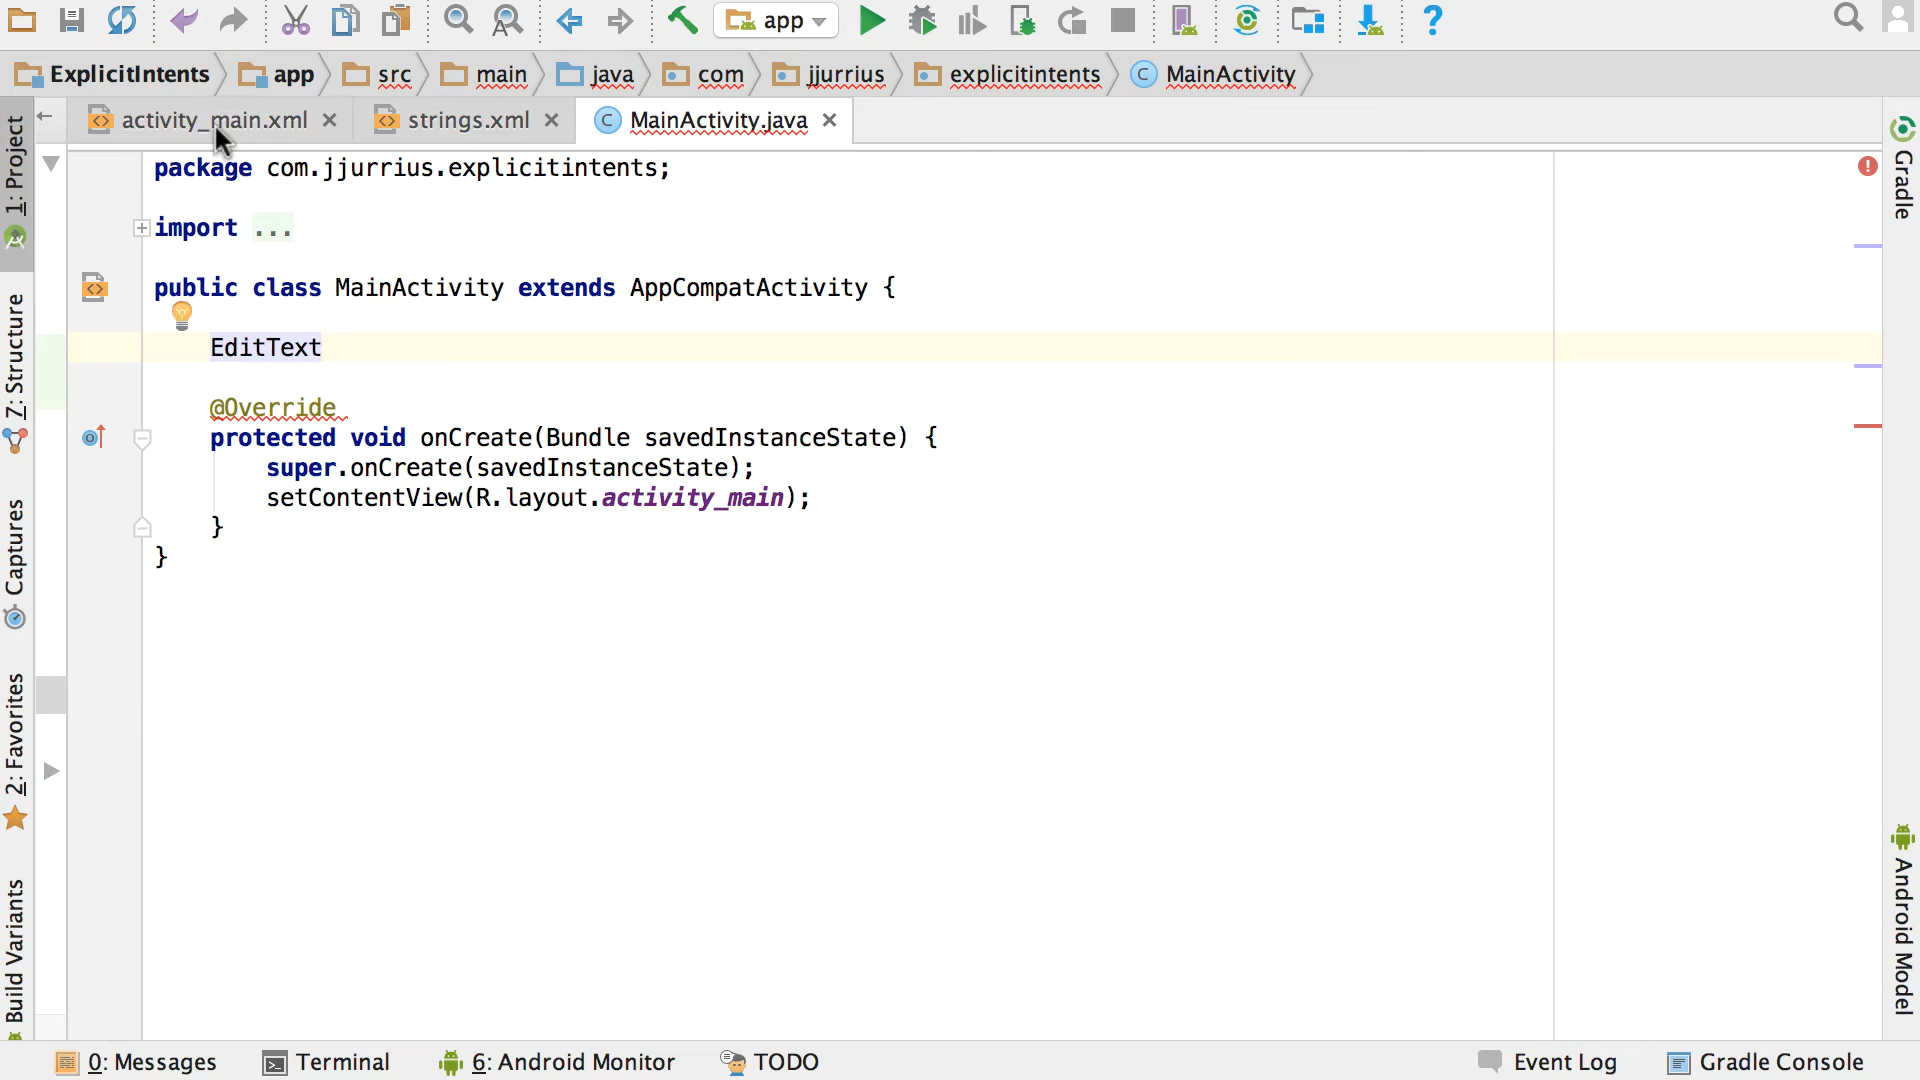 app
ExplicitIntents app src main java com jjurrius explicitintents MainActivity
activity_main.xml strings.xml MainActivity.java
package com.jjurrius.explicitintents;
import ...
public class MainActivity extends AppCompatActivity {
EditText
@Override
protected void onCreate(Bundle savedInstanceState) {
super.onCreate(savedInstanceState);
setContentView(R.layout.activity_main);
}
}
1: Project
7: Structure
Captures
2: Favorites
Build Variants
Gradle
Android Model
0: Messages Terminal 6: Android Monitor TODO Event Log Gradle Console